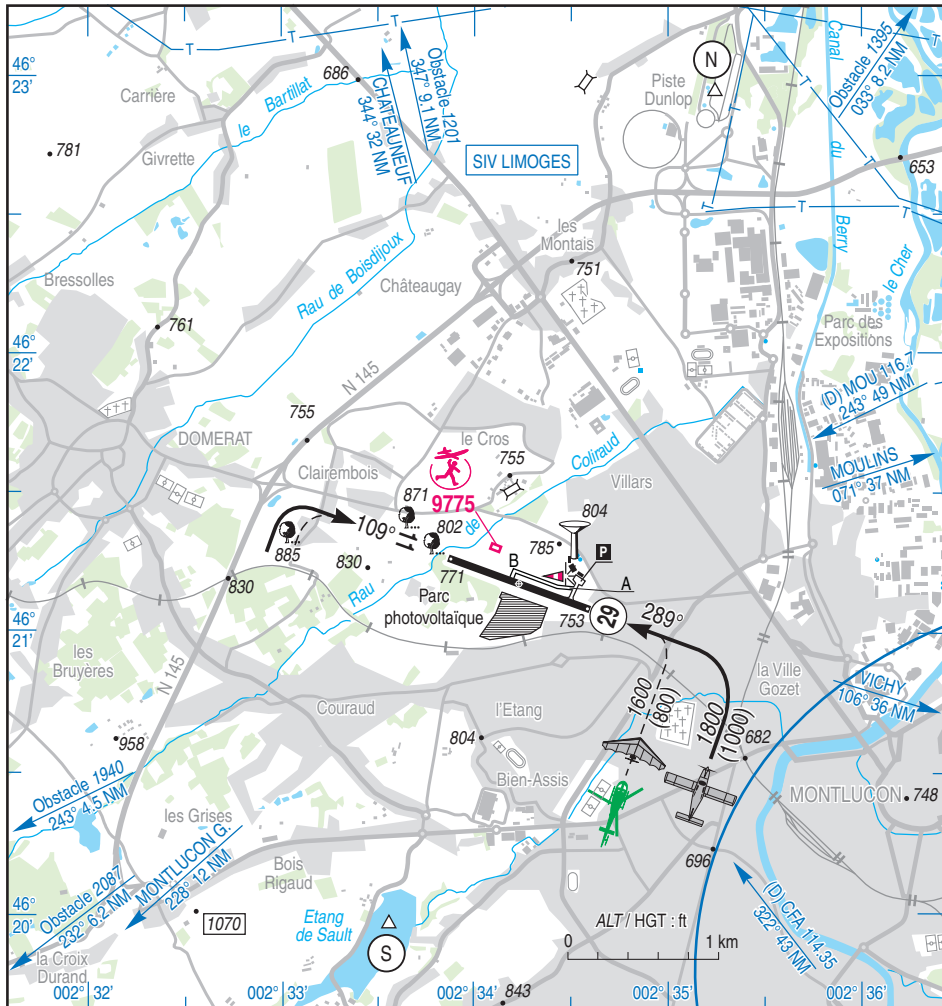 46°
23'
Carrière
686
le Bartillat
CHATEAUNEUF
344° 32 NM
Obstacle 1201
347° 9.1 NM
N
Piste
Dunlop
Canal du Berry
Obstacle 1395
033° 8.2 NM
T
T
T
T
T
T
T
T
781
Givrette
SIV LIMOGES
653
les
Montais
751
Bressolles
Rau de Boisdijoux
Châteaugay
le Cher
761
Parc des
Expositions
46°
22'
N 145
(D) MOU 116.7
243° 49 NM
755
DOMERAT
le Cros
Clairembois
755
Coliraud
MOULINS
071° 37 NM
Villars
871
9775
804
109°
11
802
de
885
785
P
830
830
771
B
A
Rau
Parc
photovoltaïque
753
29
289°
46°
21'
les
Bruyères
N 145
la Ville
Gozet
VICHY
106° 36 NM
Couraud
l'Etang
1600
(800)
1800
(1000)
682
958
804
Bien-Assis
MONTLUCON
748
Obstacle 1940
243° 4.5 NM
les Grises
MONTLUCON G.
228° 12 NM
Obstacle 2087
232° 6.2 NM
Bois
Rigaud
696
(D) CFA 114.35
322° 43 NM
46°
20'
1070
Etang
de Sault
S
ALT / HGT : ft
0
1 km
la Croix
Durand
843
002° 32'
002° 33'
002° 34'
002° 35'
002° 36'